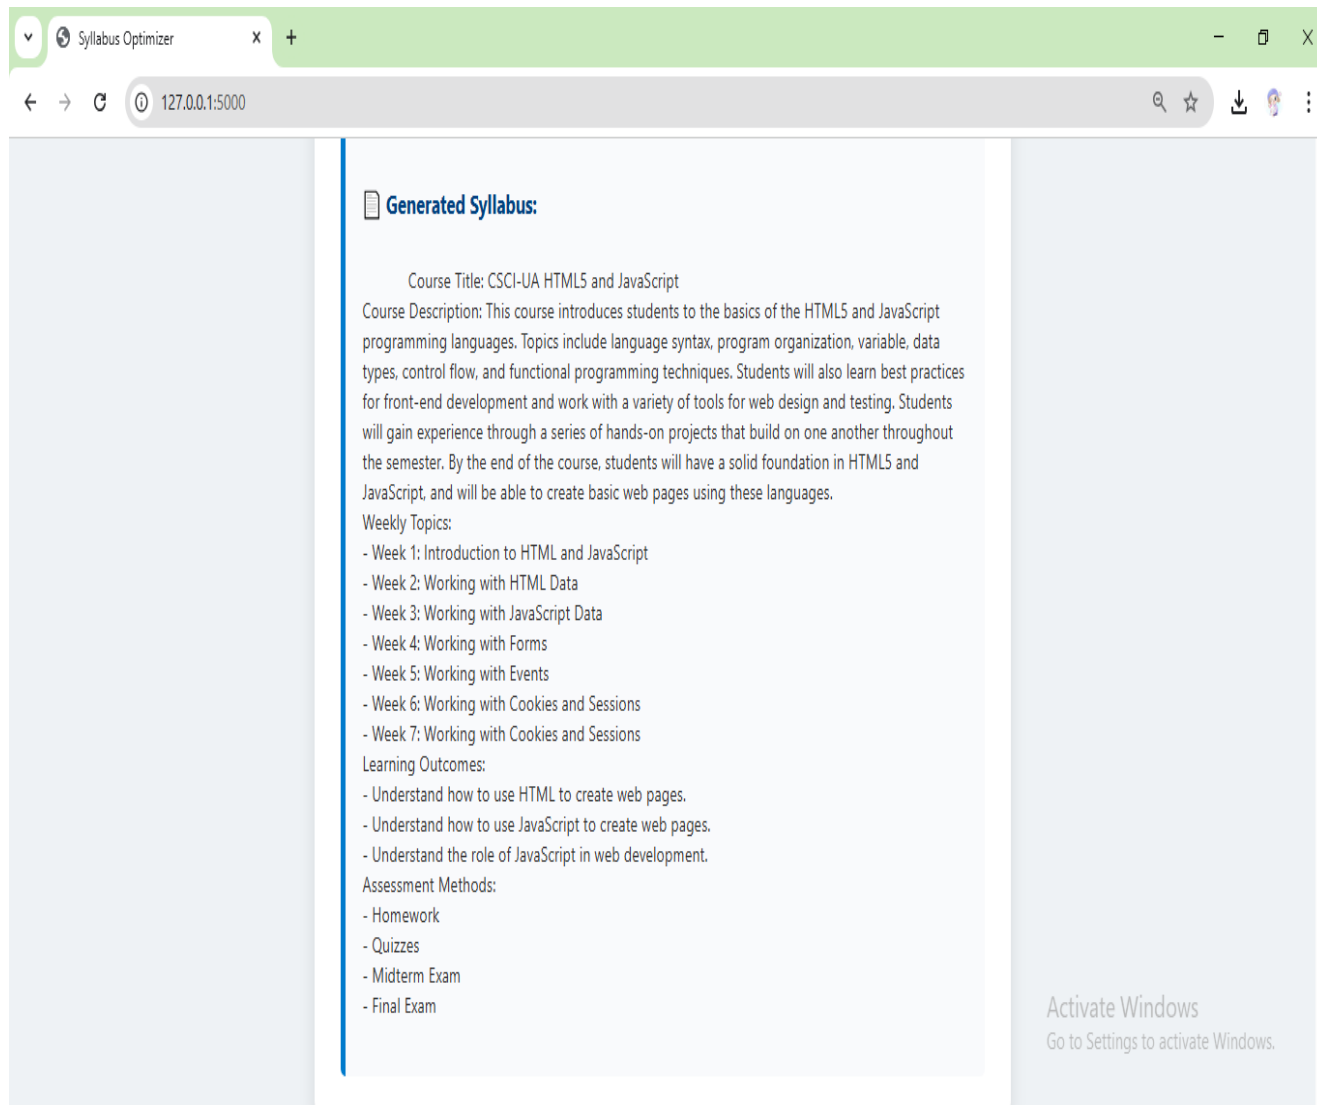 Syllabus Optimizer
127.0.0.1:5000
Generated Syllabus:
Course Title: CSCI-UA HTML5 and JavaScript
Course Description: This course introduces students to the basics of the HTML5 and JavaScript
programming languages. Topics include language syntax, program organization, variable, data
types, control flow, and functional programming techniques. Students will also learn best practices
for front-end development and work with a variety of tools for web design and testing. Students
will gain experience through a series of hands-on projects that build on one another throughout
the semester. By the end of the course, students will have a solid foundation in HTML5 and
JavaScript, and will be able to create basic web pages using these languages.
Weekly Topics:
- Week 1: Introduction to HTML and JavaScript
- Week 2: Working with HTML Data
- Week 3: Working with JavaScript Data
- Week 4: Working with Forms
- Week 5: Working with Events
- Week 6: Working with Cookies and Sessions
- Week 7: Working with Cookies and Sessions
Learning Outcomes:
- Understand how to use HTML to create web pages.
- Understand how to use JavaScript to create web pages.
- Understand the role of JavaScript in web development.
Assessment Methods:
- Homework
- Quizzes
- Midterm Exam
- Final Exam
Activate Windows
Go to Settings to activate Windows.